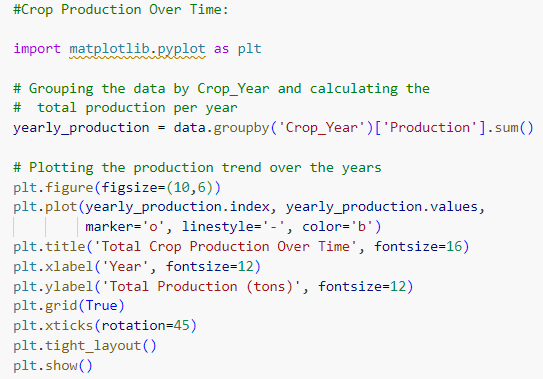 #Crop Production Over Time:
import matplotlib.pyplot as plt
# Grouping the data by Crop_Year and calculating the
#  total production per year
yearly_production = data.groupby('Crop_Year')['Production'].sum()
# Plotting the production trend over the years
plt.figure(figsize=(10,6))
plt.plot(yearly_production.index, yearly_production.values,
         marker='o', linestyle='-', color='b')
plt.title('Total Crop Production Over Time', fontsize=16)
plt.xlabel('Year', fontsize=12)
plt.ylabel('Total Production (tons)', fontsize=12)
plt.grid(True)
plt.xticks(rotation=45)
plt.tight_layout()
plt.show()